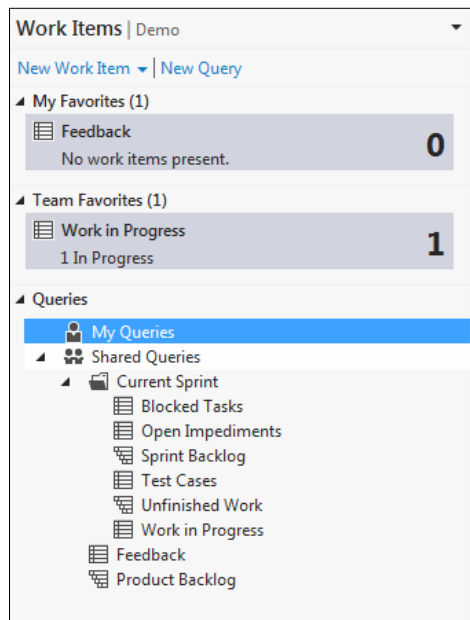 Work Items | Demo
New Work Item | New Query
My Favorites (1)
Feedback
No work items present.
0
Team Favorites (1)
Work in Progress
1 In Progress
1
Queries
My Queries
Shared Queries
Current Sprint
Blocked Tasks
Open Impediments
Sprint Backlog
Test Cases
Unfinished Work
Work in Progress
Feedback
Product Backlog